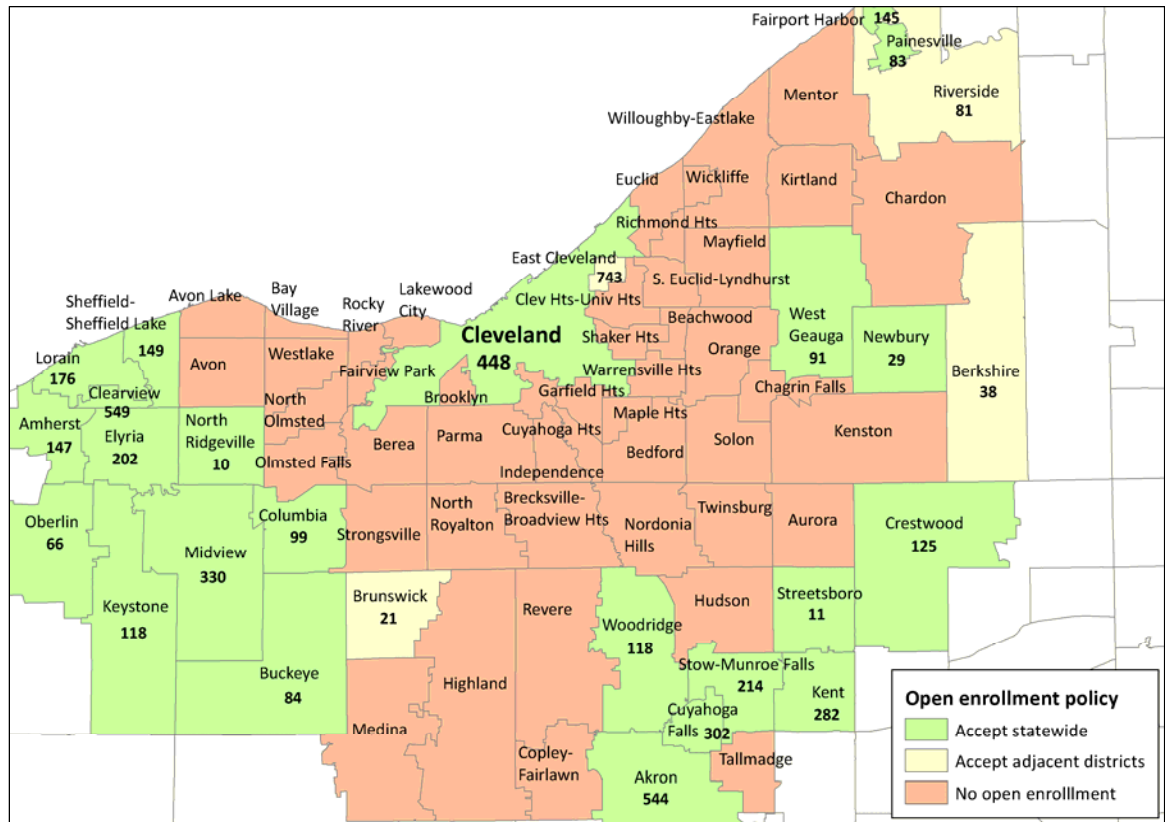 Fairport Harbor 145
Painesville
83
Riverside
81
Mentor
Willoughby-Eastlake
Euclid
Wickliffe
Kirtland
Chardon
Richmond Hts
Mayfield
East Cleveland
743
S. Euclid-Lyndhurst
Clev Hts-Univ Hts
Sheffield-
Sheffield Lake
149
Avon Lake
Bay
Village
Rocky
River
Lakewood
City
Cleveland
448
Beachwood
Shaker Hts
Orange
West
Geauga
91
Newbury
29
Berkshire
38
Lorain
176
Avon
Westlake
Fairview Park
Warrensville Hts
Chagrin Falls
Clearview
549
Brooklyn
Garfield Hts
Amherst
147
Elyria
202
North
Ridgeville
10
North
Olmsted
Olmsted Falls
Berea
Parma
Cuyahoga Hts
Maple Hts
Bedford
Solon
Kenston
Independence
Oberlin
66
Midview
330
Columbia
99
Strongsville
North
Royalton
Brecksville-
Broadview Hts
Nordonia
Hills
Twinsburg
Aurora
Crestwood
125
Keystone
118
Brunswick
21
Revere
Woodridge
118
Hudson
Streetsboro
11
Buckeye
84
Highland
Stow-Munroe Falls
214
Kent
282
Cuyahoga
Falls 302
Medina
Copley-
Fairlawn
Akron
544
Tallmadge
Open enrollment policy
Accept statewide
Accept adjacent districts
No open enrolllment